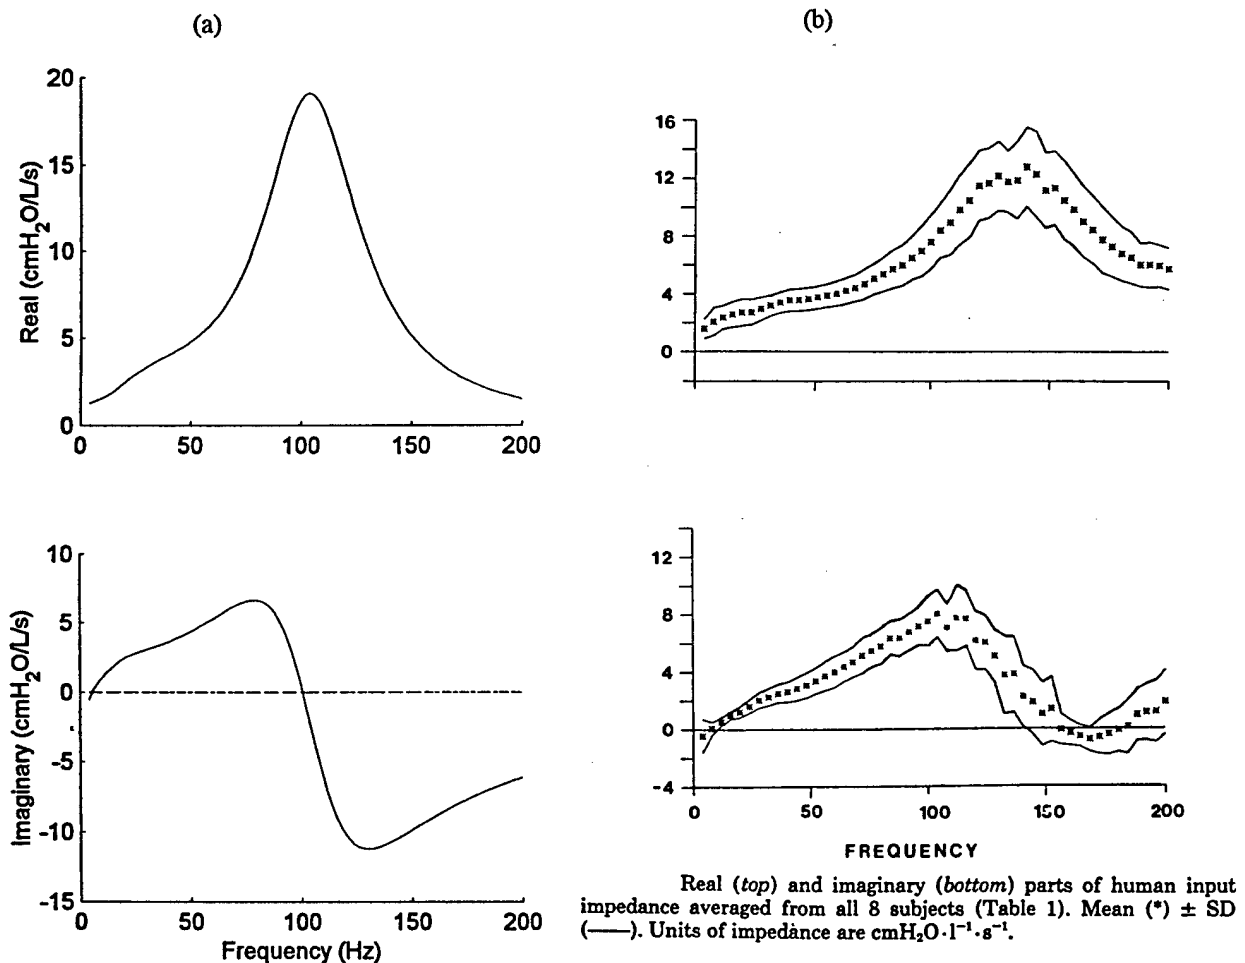 (a)
(b)
20
15
10
5
0
Real (cmH₂O/L/s)
0 50 100 150 200
16
12
8
4
0
10
5
0
-5
-10
-15
Imaginary (cmH₂O/L/s)
0 50 100 150 200
Frequency (Hz)
12
8
4
0
-4
0 50 100 150 200
FREQUENCY
Real (top) and imaginary (bottom) parts of human input
impedance averaged from all 8 subjects (Table 1). Mean (*) ± SD
(——). Units of impedance are cmH₂O·l⁻¹·s⁻¹.